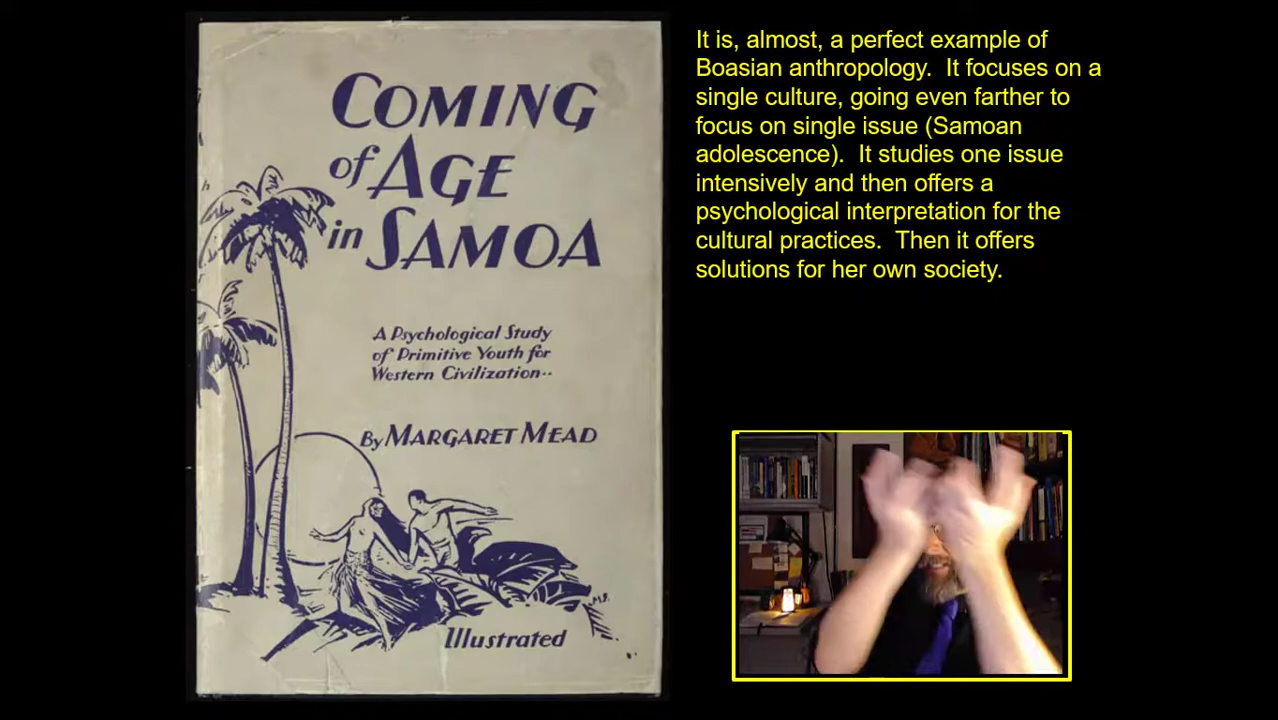 COMING
of AGE
in SAMOA
A Psychological Study
of Primitive Youth for
Western Civilization--
By MARGARET MEAD
Illustrated
It is, almost, a perfect example of
Boasian anthropology.  It focuses on a
single culture, going even farther to
focus on single issue (Samoan
adolescence).  It studies one issue
intensively and then offers a
psychological interpretation for the
cultural practices.  Then it offers
solutions for her own society.